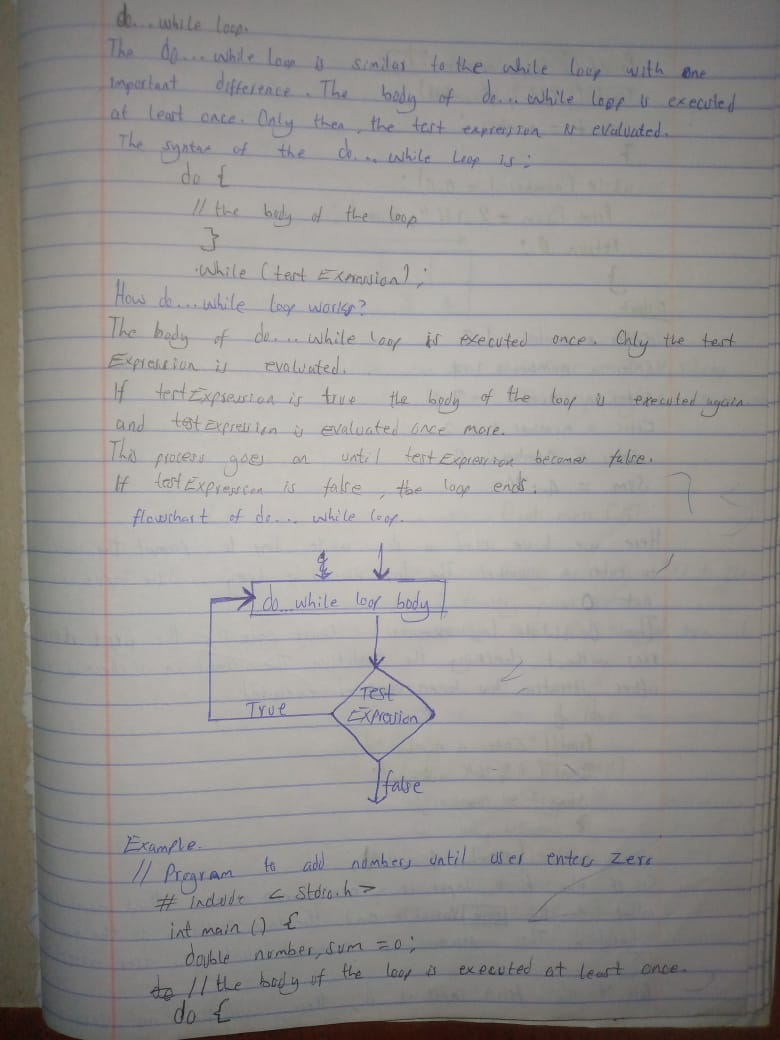 do...while loop.
The do... while loop is similar to the while loop with one
important difference. The body of do... while loop is executed
at least once. Only then, the test expression is evaluated.
The syntax of the do... while loop is:
do {
// the body of the loop
}
while (test Expression);
How do...while loop works?
The body of do... while loop is executed once. Only the test
Expression is evaluated.
If testExpression is true the body of the loop is executed again
and testExpression is evaluated once more.
This process goes on until testExpression becomes false.
If testExpression is false, the loop ends.
flowchart of do... while loop.
do...while loop body
Test
Expression
True
false
Example.
// Program to add numbers until user enters zero
# include < stdio.h >
int main () {
double number, sum = 0;
// the body of the loop is executed at least once.
do {